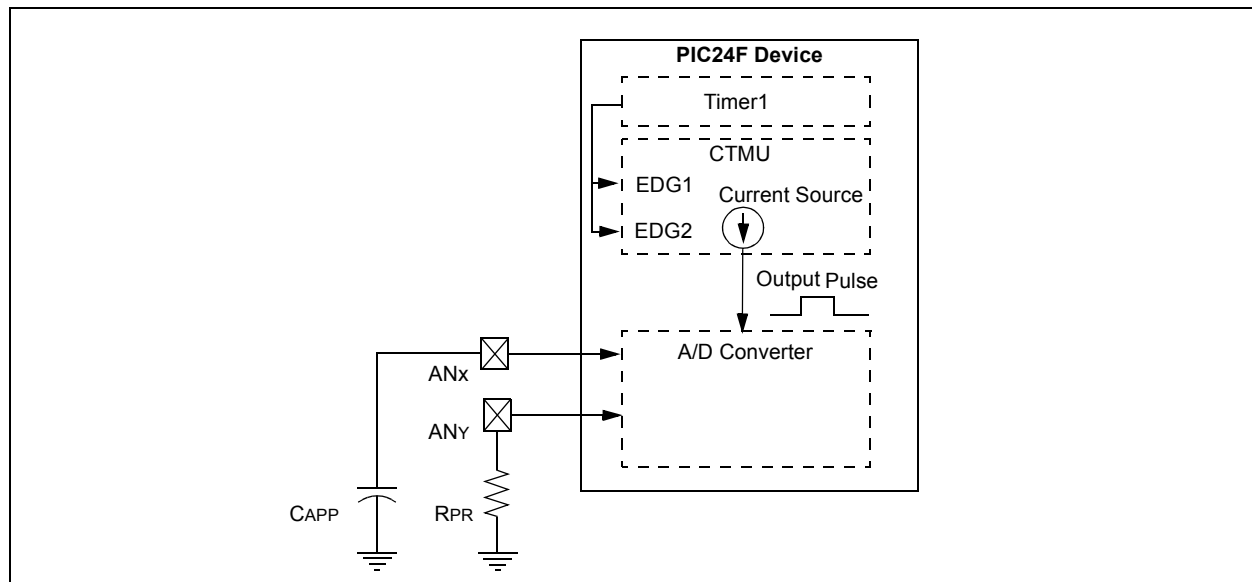 PIC24F Device
Timer1
CTMU
EDG1
Current Source
EDG2
Output Pulse
A/D Converter
ANx
ANY
CAPP
RPR